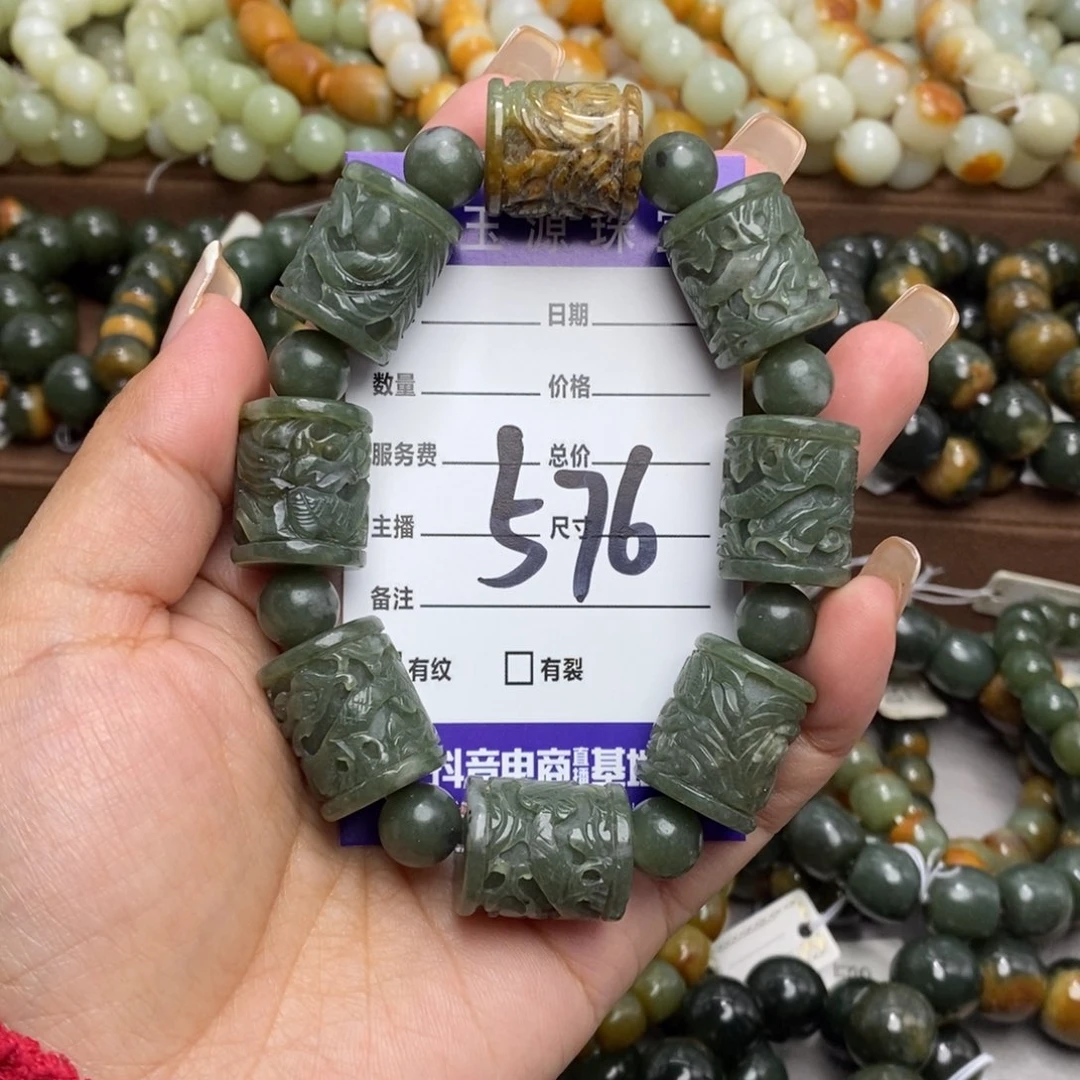 玉源珠
日期
数量 价格
服务费 总价
主播 尺寸
576
备注
有纹 有裂
抖音电商直播基地